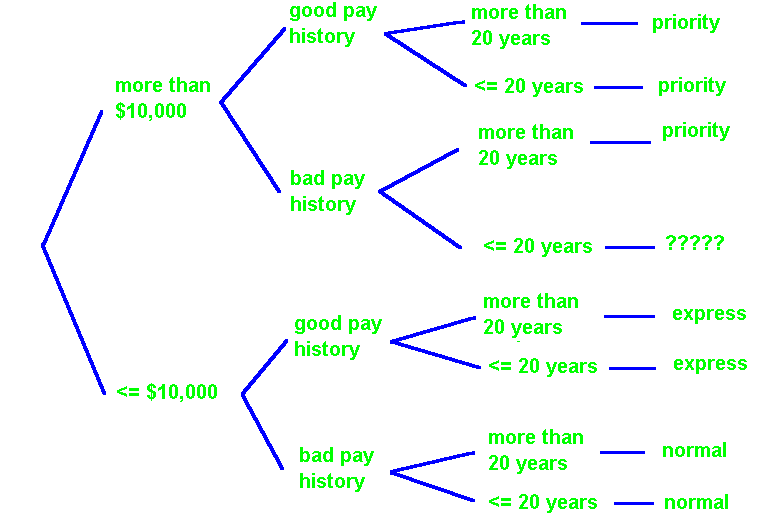 good pay
history
more than
20 years
priority
<= 20 years
priority
more than
$10,000
bad pay
history
more than
20 years
priority
<= 20 years
?????
<= $10,000
good pay
history
more than
20 years
express
<= 20 years
express
bad pay
history
more than
20 years
normal
<= 20 years
normal